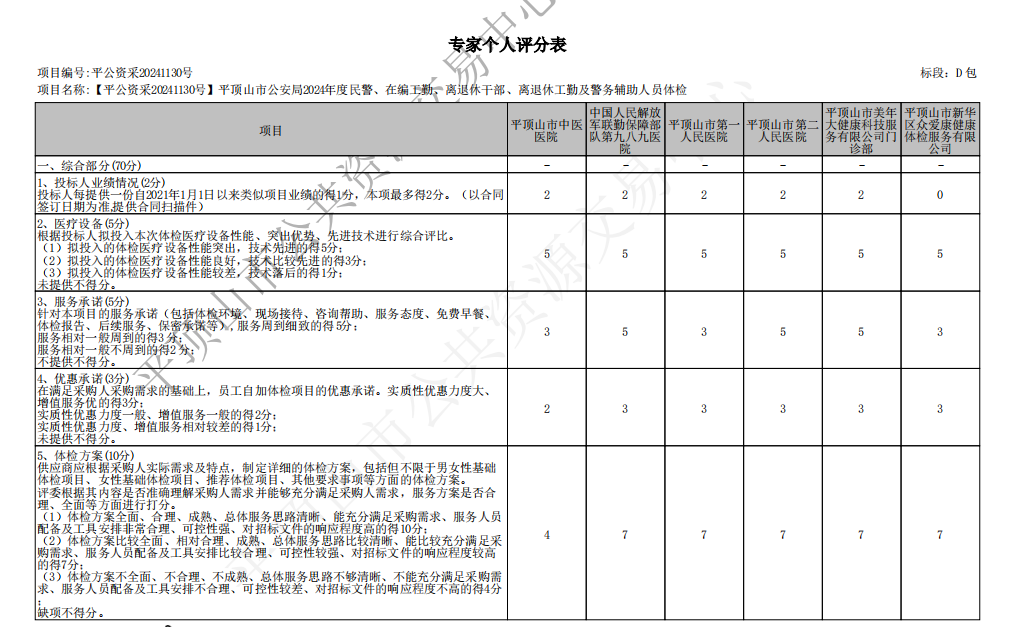 专家个人评分表
项目编号:平公资采20241130号 标段：D包
项目名称:【平公资采20241130号】平顶山市公安局2024年度民警、在编工勤、离退休干部、离退休工勤及警务辅助人员体检
项目 平顶山市中医医院 中国人民解放军联勤保障部队第九八九医院 平顶山市第一人民医院 平顶山市第二人民医院 平顶山市美年大健康科技服务有限公司门诊部 平顶山市新华区众爱康健康体检服务有限公司
一、综合部分(70分) - - - - - -
1、投标人业绩情况(2分)
投标人每提供一份自2021年1月1日以来类似项目业绩的得1分，本项最多得2分。（以合同
签订日期为准,提供合同扫描件）
2 2 2 2 2 0
2、医疗设备(5分)
根据投标人拟投入本次体检医疗设备性能、突出优势、先进技术进行综合评比。
（1）拟投入的体检医疗设备性能突出，技术先进的得5分；
（2）拟投入的体检医疗设备性能良好，技术比较先进的得3分；
（3）拟投入的体检医疗设备性能较差，技术落后的得1分；
未提供不得分。
5 5 5 5 5 5
3、服务承诺(5分)
针对本项目的服务承诺（包括体检环境、现场接待、咨询帮助、服务态度、免费早餐、
体检报告、后续服务、保密承诺等），服务周到细致的得5分；
服务相对一般周到的得3分；
服务相对一般不周到的得2分；
不提供不得分。
3 5 3 5 5 3
4、优惠承诺(3分)
在满足采购人采购需求的基础上，员工自加体检项目的优惠承诺。实质性优惠力度大、
增值服务优的得3分；
实质性优惠力度一般、增值服务一般的得2分；
实质性优惠力度、增值服务相对较差的得1分；
未提供不得分。
2 3 3 3 3 3
5、体检方案(10分)
供应商应根据采购人实际需求及特点，制定详细的体检方案，包括但不限于男女性基础
体检项目、女性基础体检项目、推荐体检项目、其他要求事项等方面的体检方案。
评委根据其内容是否准确理解采购人需求并能够充分满足采购人需求，服务方案是否合
理、全面等方面进行打分。
（1）体检方案全面、合理、成熟、总体服务思路清晰、能充分满足采购需求、服务人员
配备及工具安排非常合理、可控性强、对招标文件的响应程度高的得10分；
（2）体检方案比较全面、相对合理、成熟、总体服务思路比较清晰、能比较充分满足采
购需求、服务人员配备及工具安排比较合理、可控性较强、对招标文件的响应程度较高
的得7分；
（3）体检方案不全面、不合理、不成熟、总体服务思路不够清晰、不能充分满足采购需
求、服务人员配备及工具安排不合理、可控性较差、对招标文件的响应程度不高的得4分
；
缺项不得分。
4 7 7 7 7 7
平顶山市公共资源交易中心